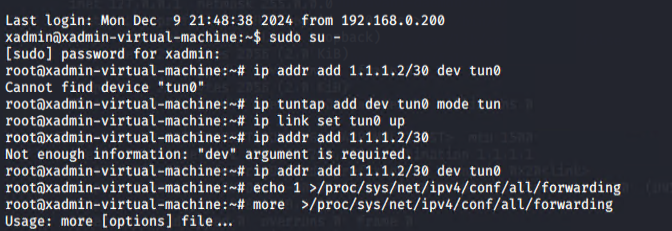 Last login: Mon Dec  9 21:48:38 2024 from 192.168.0.200
xadmin@xadmin-virtual-machine:~$ sudo su -
[sudo] password for xadmin:
root@xadmin-virtual-machine:~# ip addr add 1.1.1.2/30 dev tun0
Cannot find device "tun0"
root@xadmin-virtual-machine:~# ip tuntap add dev tun0 mode tun
root@xadmin-virtual-machine:~# ip link set tun0 up
root@xadmin-virtual-machine:~# ip addr add 1.1.1.2/30
Not enough information: "dev" argument is required.
root@xadmin-virtual-machine:~# ip addr add 1.1.1.2/30 dev tun0
root@xadmin-virtual-machine:~# echo 1 >/proc/sys/net/ipv4/conf/all/forwarding
root@xadmin-virtual-machine:~# more  >/proc/sys/net/ipv4/conf/all/forwarding
Usage: more [options] file...